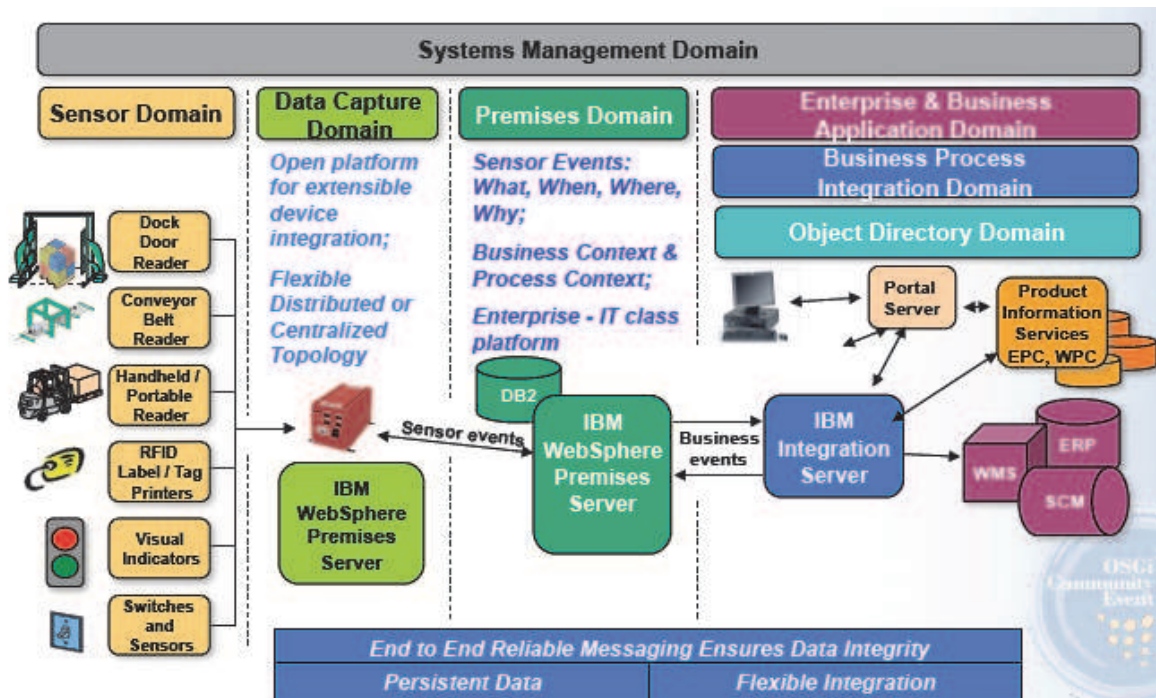 Systems Management Domain
Sensor Domain
Data Capture
Domain
Premises Domain
Enterprise & Business
Application Domain
Business Process
Integration Domain
Object Directory Domain
Open platform
for extensible
device
integration;
Flexible
Distributed or
Centralized
Topology
Sensor Events:
What, When, Where,
Why;
Business Context &
Process Context;
Enterprise - IT class
platform
Dock
Door
Reader
Conveyor
Belt
Reader
Handheld /
Portable
Reader
RFID
Label / Tag
Printers
Visual
Indicators
Switches
and
Sensors
Sensor events
IBM
WebSphere
Premises
Server
DB2
IBM
WebSphere
Premises
Server
Business
events
IBM
Integration
Server
Portal
Server
Product
Information
Services
EPC, WPC
WMS
ERP
SCM
OSGi
Community
Event
End to End Reliable Messaging Ensures Data Integrity
Persistent Data
Flexible Integration